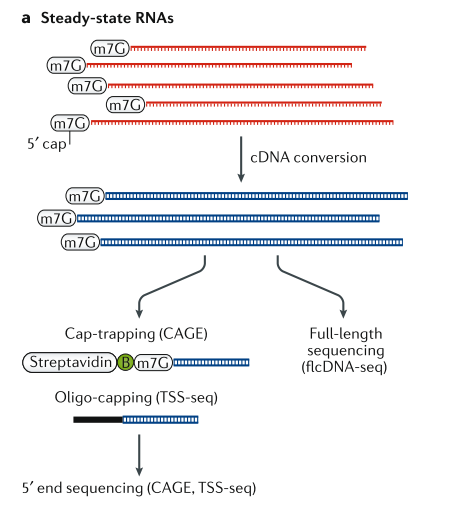 a Steady-state RNAs
m7G
m7G
m7G
m7G
m7G
5′ cap
cDNA conversion
m7G
m7G
m7G
Cap-trapping (CAGE)
Streptavidin B m7G
Oligo-capping (TSS-seq)
Full-length
sequencing
(flcDNA-seq)
5′ end sequencing (CAGE, TSS-seq)